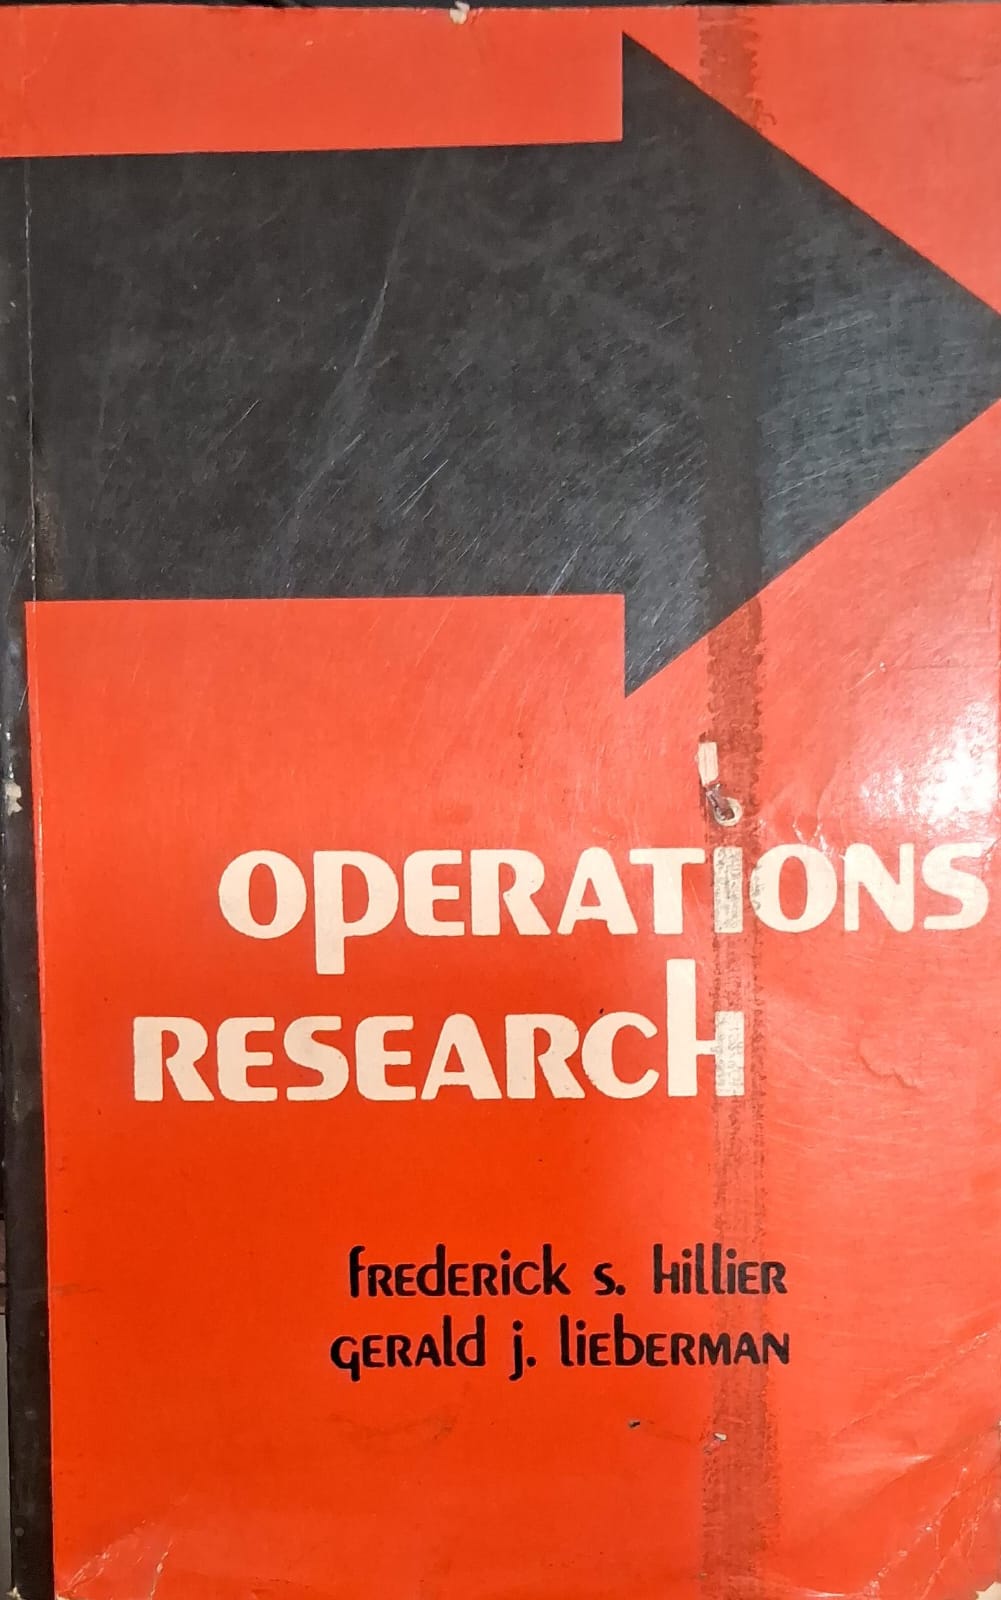 OPERATIONS
RESEARCH
FREDERICK S. HILLIER
GERALD J. LIEBERMAN